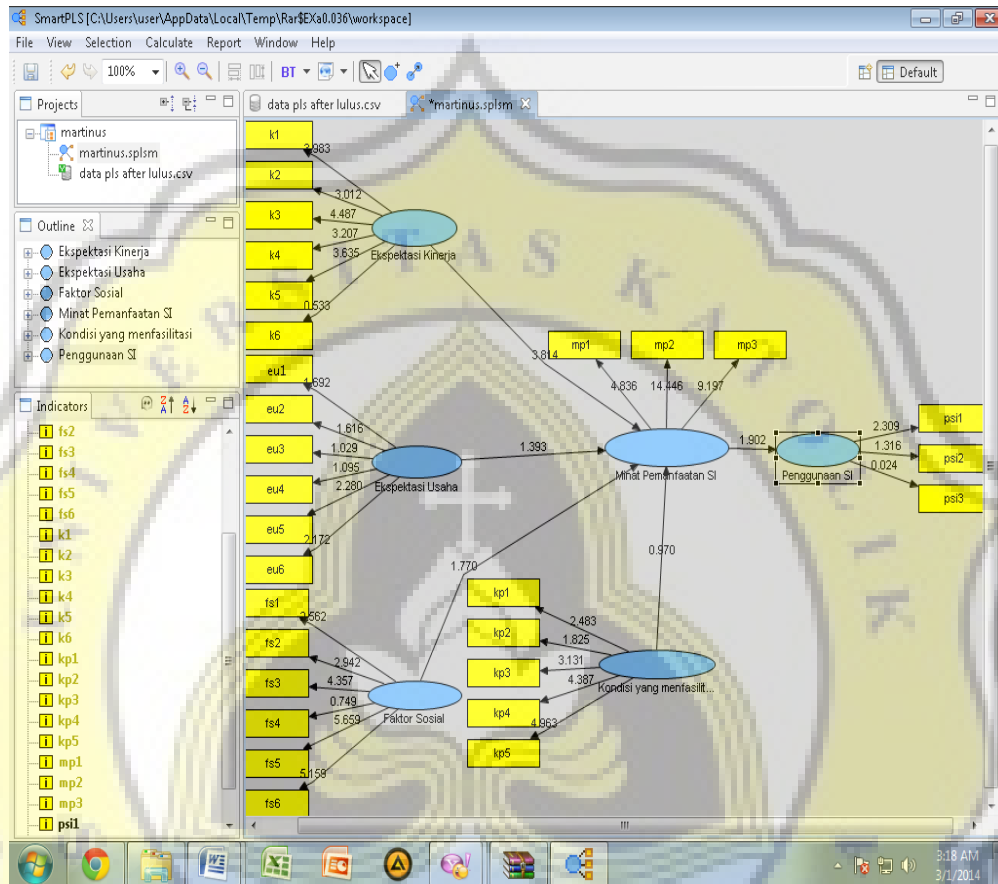 SmartPLS [C:\Users\user\AppData\Local\Temp\Rar$EXa0.036\workspace]
File View Selection Calculate Report Window Help
100% BT Default
Projects
martinus
martinus.splsm
data pls after lulus.csv
Outline
Ekspektasi Kinerja
Ekspektasi Usaha
Faktor Sosial
Minat Pemanfaatan SI
Kondisi yang menfasilitasi
Penggunaan SI
Indicators
fs2
fs3
fs4
fs5
fs6
k1
k2
k3
k4
k5
k6
kp1
kp2
kp3
kp4
kp5
mp1
mp2
mp3
psi1
data pls after lulus.csv *martinus.splsm
k1
k2
k3
k4
k5
k6
3.012
4.487
3.207
3.635
0.533
Ekspektasi Kinerja
3.814
mp1
mp2
mp3
4.836
14.446
9.197
eu1
eu2
eu3
eu4
eu5
eu6
1.692
1.616
1.029
1.095
2.280
2.172
Ekspektasi Usaha
1.393
Minat Pemanfaatan SI
1.902
Penggunaan SI
2.309
1.316
0.024
psi1
psi2
psi3
fs1
fs2
fs3
fs4
fs5
fs6
2.942
4.357
0.749
5.659
5.159
Faktor Sosial
1.770
0.970
kp1
kp2
kp3
kp4
kp5
2.483
1.825
3.131
4.387
4.963
Kondisi yang menfasilit...
UNIVERSITAS KATOLIK
3:18 AM
3/1/2014